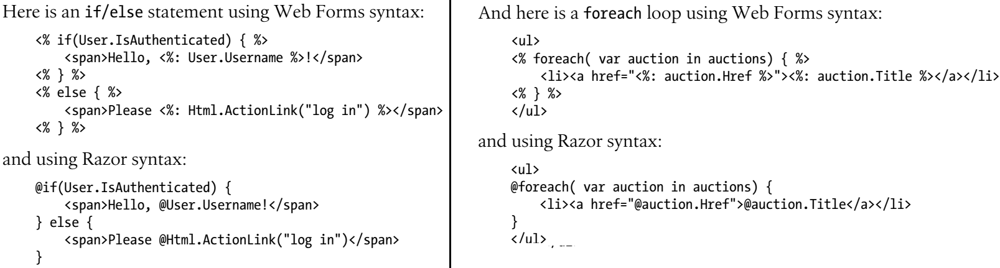 Here is an if/else statement using Web Forms syntax:
<% if(User.IsAuthenticated) { %>
<span>Hello, <%: User.Username %>!</span>
<% } %>
<% else { %>
<span>Please <%: Html.ActionLink("log in") %></span>
<% } %>
and using Razor syntax:
@if(User.IsAuthenticated) {
<span>Hello, @User.Username!</span>
} else {
<span>Please @Html.ActionLink("log in")</span>
}
And here is a foreach loop using Web Forms syntax:
<ul>
<% foreach( var auction in auctions) { %>
<li><a href="<%: auction.Href %>"><%: auction.Title %></a></li>
<% } %>
</ul>
and using Razor syntax:
<ul>
@foreach( var auction in auctions) {
<li><a href="@auction.Href">@auction.Title</a></li>
}
</ul>